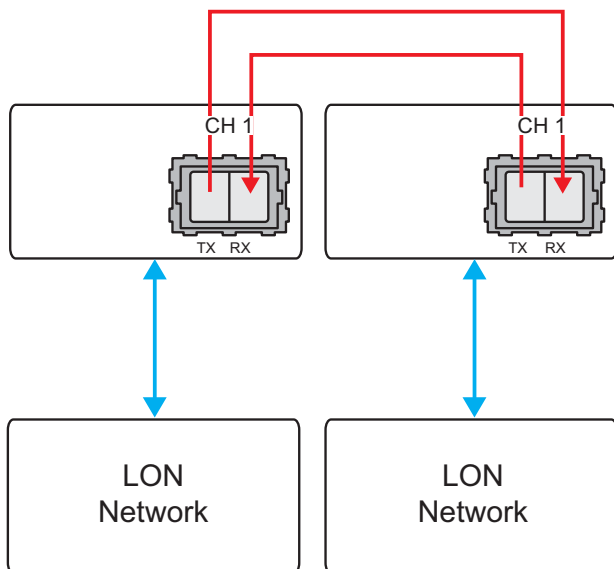 CH 1
CH 1
TX RX
TX RX
LON
Network
LON
Network